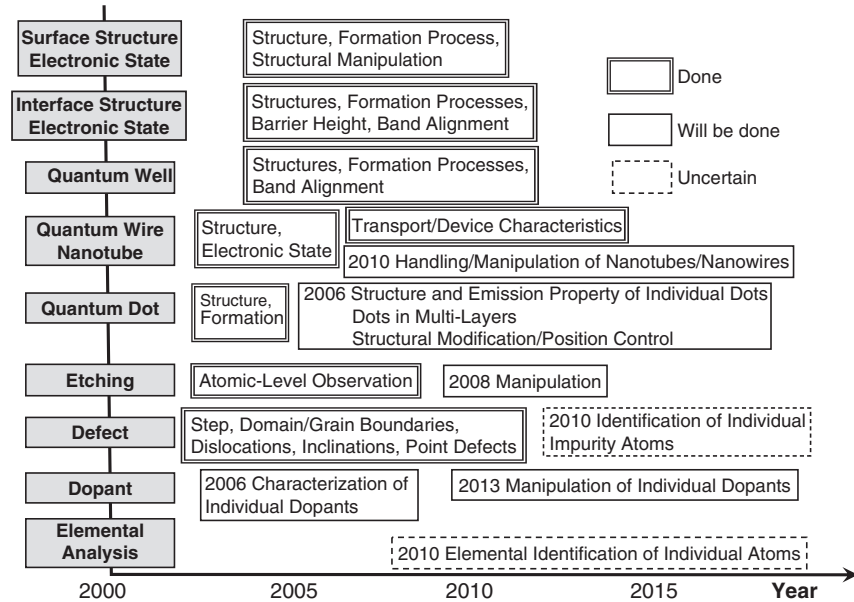 Surface Structure
Electronic State
Structure, Formation Process,
Structural Manipulation
Done
Interface Structure
Electronic State
Structures, Formation Processes,
Barrier Height, Band Alignment
Will be done
Quantum Well
Structures, Formation Processes,
Band Alignment
Uncertain
Quantum Wire
Nanotube
Structure,
Electronic State
Transport/Device Characteristics
2010 Handling/Manipulation of Nanotubes/Nanowires
Quantum Dot
Structure,
Formation
2006 Structure and Emission Property of Individual Dots
Dots in Multi-Layers
Structural Modification/Position Control
Etching
Atomic-Level Observation
2008 Manipulation
Defect
Step, Domain/Grain Boundaries,
Dislocations, Inclinations, Point Defects
2010 Identification of Individual
Impurity Atoms
Dopant
2006 Characterization of
Individual Dopants
2013 Manipulation of Individual Dopants
Elemental
Analysis
2010 Elemental Identification of Individual Atoms
2000 2005 2010 2015 Year